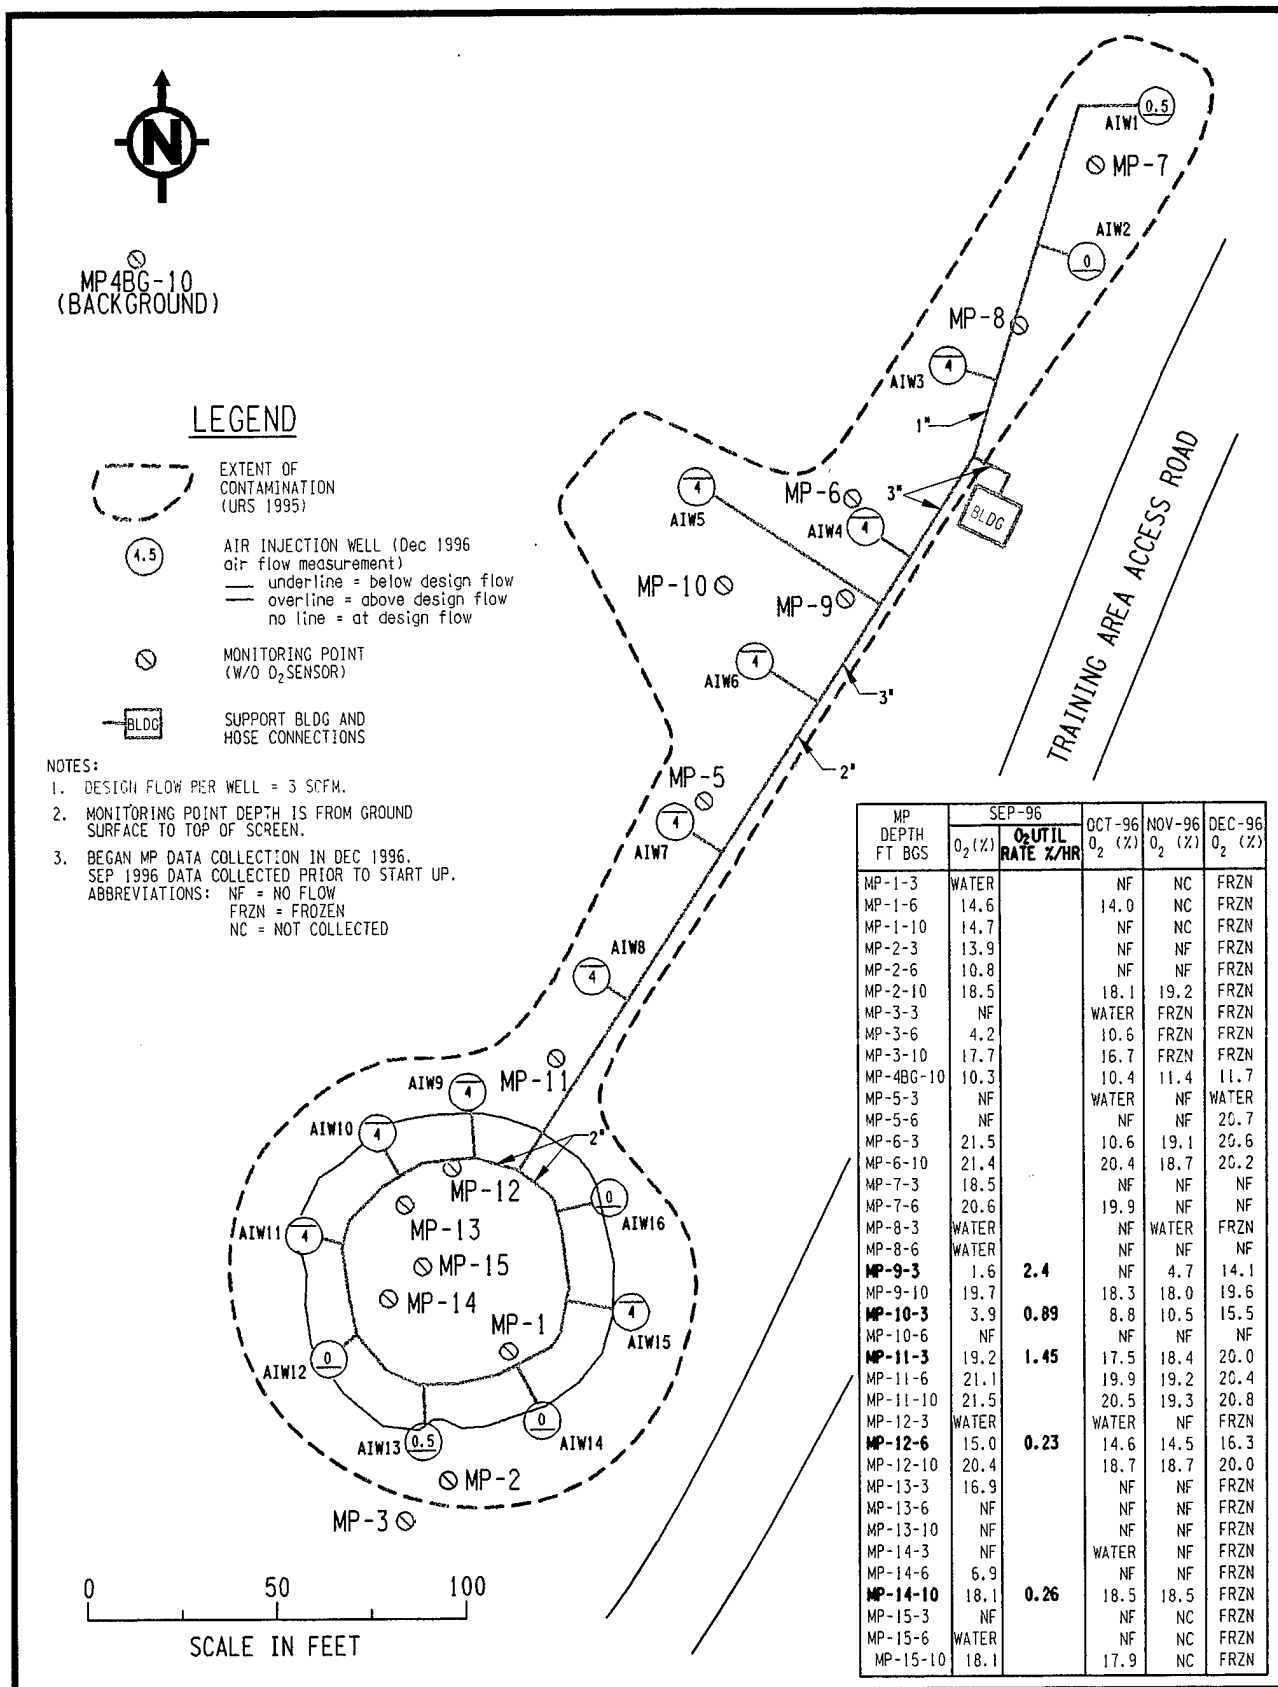 N
MP4BG-10
(BACKGROUND)
LEGEND
EXTENT OF
CONTAMINATION
(URS 1995)
4.5
AIR INJECTION WELL (Dec 1996
air flow measurement)
underline = below design flow
overline = above design flow
no line = at design flow
MONITORING POINT
(W/O O2 SENSOR)
BLDG
SUPPORT BLDG AND
HOSE CONNECTIONS
NOTES:
1. DESIGN FLOW PER WELL = 3 SCFM.
2. MONITORING POINT DEPTH IS FROM GROUND
SURFACE TO TOP OF SCREEN.
3. BEGAN MP DATA COLLECTION IN DEC 1996.
SEP 1996 DATA COLLECTED PRIOR TO START UP.
ABBREVIATIONS: NF = NO FLOW
FRZN = FROZEN
NC = NOT COLLECTED
0.5
AIW1
MP-7
AIW2
0
MP-8
4
AIW3
1"
3"
BLDG
4
AIW5
MP-6
AIW4
4
MP-10
MP-9
4
AIW6
3"
2"
MP-5
4
AIW7
AIW8
4
TRAINING AREA ACCESS ROAD
MP-11
AIW9
4
AIW10
4
2"
MP-12
MP-13
0
AIW16
AIW11
4
MP-15
MP-14
4
AIW15
MP-1
0
AIW12
0
AIW14
AIW13
0.5
MP-2
MP-3
0 50 100
SCALE IN FEET
MP DEPTH FT BGS SEP-96 O2 (%) O2 UTIL RATE %/HR OCT-96 O2 (%) NOV-96 O2 (%) DEC-96 O2 (%)
MP-1-3 WATER NF NC FRZN
MP-1-6 14.6 14.0 NC FRZN
MP-1-10 14.7 NF NC FRZN
MP-2-3 13.9 NF NF FRZN
MP-2-6 10.8 NF NF FRZN
MP-2-10 18.5 18.1 19.2 FRZN
MP-3-3 NF WATER FRZN FRZN
MP-3-6 4.2 10.6 FRZN FRZN
MP-3-10 17.7 16.7 FRZN FRZN
MP-4BG-10 10.3 10.4 11.4 11.7
MP-5-3 NF WATER NF WATER
MP-5-6 NF NF NF 20.7
MP-6-3 21.5 10.6 19.1 20.6
MP-6-10 21.4 20.4 18.7 20.2
MP-7-3 18.5 NF NF NF
MP-7-6 20.6 19.9 NF NF
MP-8-3 WATER NF WATER FRZN
MP-8-6 WATER NF NF NF
MP-9-3 1.6 2.4 NF 4.7 14.1
MP-9-10 19.7 18.3 18.0 19.6
MP-10-3 3.9 0.89 8.8 10.5 15.5
MP-10-6 NF NF NF NF
MP-11-3 19.2 1.45 17.5 18.4 20.0
MP-11-6 21.1 19.9 19.2 20.4
MP-11-10 21.5 20.5 19.3 20.8
MP-12-3 WATER WATER NF FRZN
MP-12-6 15.0 0.23 14.6 14.5 16.3
MP-12-10 20.4 18.7 18.7 20.0
MP-13-3 16.9 NF NF FRZN
MP-13-6 NF NF NF FRZN
MP-13-10 NF NF NF FRZN
MP-14-3 NF WATER NF FRZN
MP-14-6 6.9 NF NF FRZN
MP-14-10 18.1 0.26 18.5 18.5 FRZN
MP-15-3 NF NF NC FRZN
MP-15-6 WATER NF NC FRZN
MP-15-10 18.1 17.9 NC FRZN